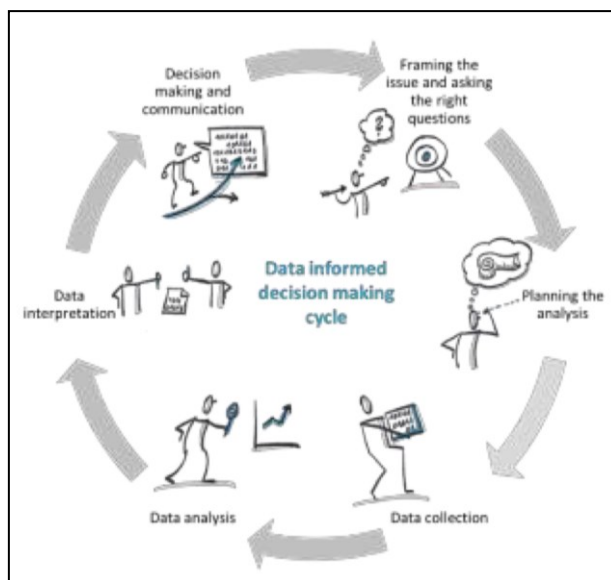 Decision
making and
communication
Framing the
issue and asking
the right
questions
?
Data informed
decision making
cycle
Planning the
analysis
Data
interpretation
Data analysis
Data collection